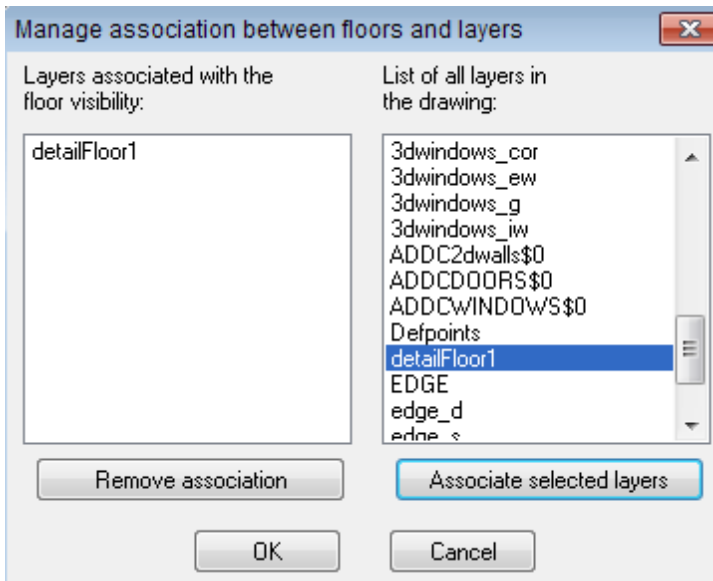 Manage association between floors and layers
Layers associated with the
floor visibility:
detailFloor1
Remove association
List of all layers in
the drawing:
3dwindows_cor
3dwindows_ew
3dwindows_g
3dwindows_iw
ADDC2dwalls$0
ADDCDOORS$0
ADDCWINDOWS$0
Defpoints
detailFloor1
EDGE
edge_d
edge_s
Associate selected layers
OK
Cancel